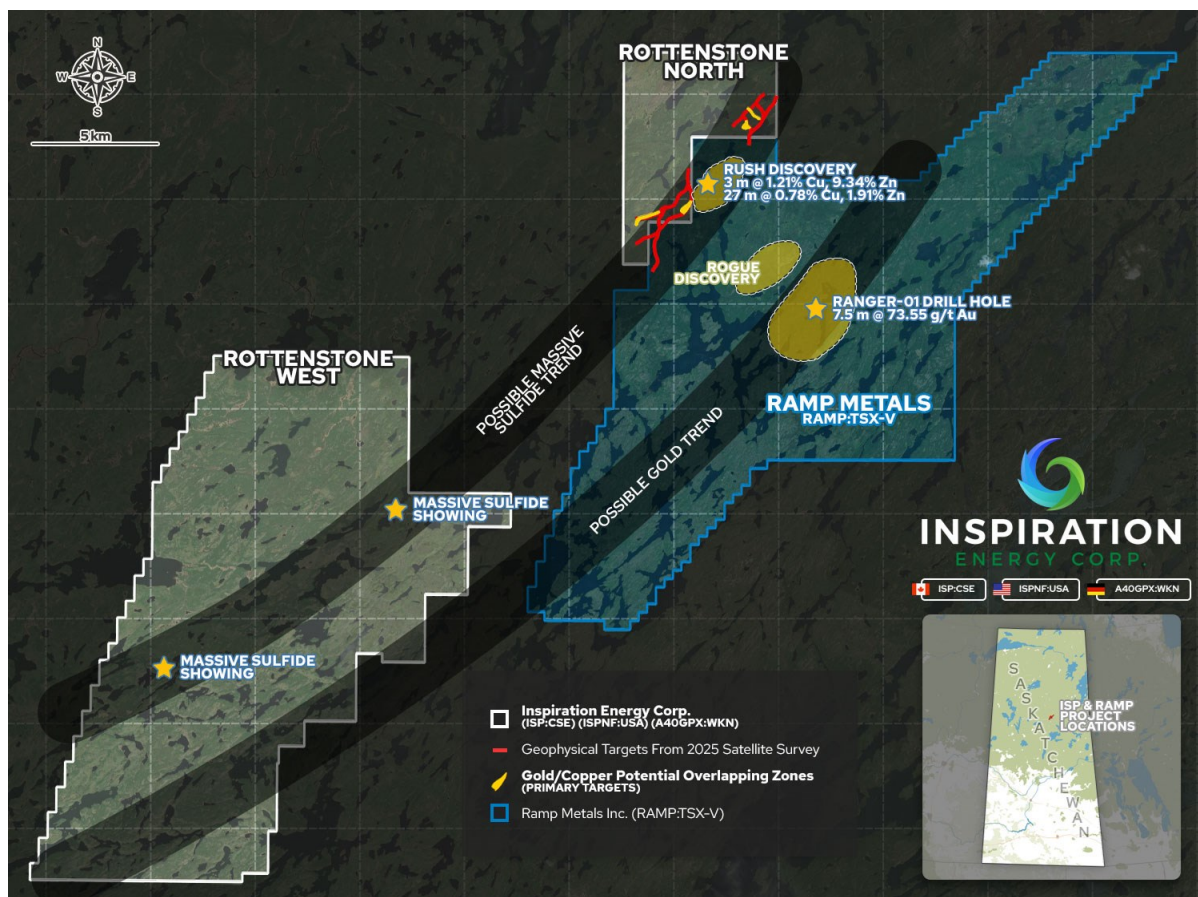 N
W
E
S
5km
ROTTENSTONE
NORTH
RUSH DISCOVERY
3 m @ 1.21% Cu, 9.34% Zn
27 m @ 0.78% Cu, 1.91% Zn
ROGUE
DISCOVERY
RANGER-01 DRILL HOLE
7.5 m @ 73.55 g/t Au
POSSIBLE MASSIVE
SULFIDE TREND
ROTTENSTONE
WEST
RAMP METALS
RAMP:TSX-V
POSSIBLE GOLD TREND
MASSIVE SULFIDE
SHOWING
MASSIVE SULFIDE
SHOWING
INSPIRATION
ENERGY CORP.
ISP:CSE
ISPNF:USA
A40GPX:WKN
Inspiration Energy Corp.
(ISP:CSE) (ISPNF:USA) (A40GPX:WKN)
Geophysical Targets From 2025 Satellite Survey
Gold/Copper Potential Overlapping Zones
(PRIMARY TARGETS)
Ramp Metals Inc. (RAMP:TSX-V)
SASKATCHEWAN
ISP & RAMP
PROJECT
LOCATIONS